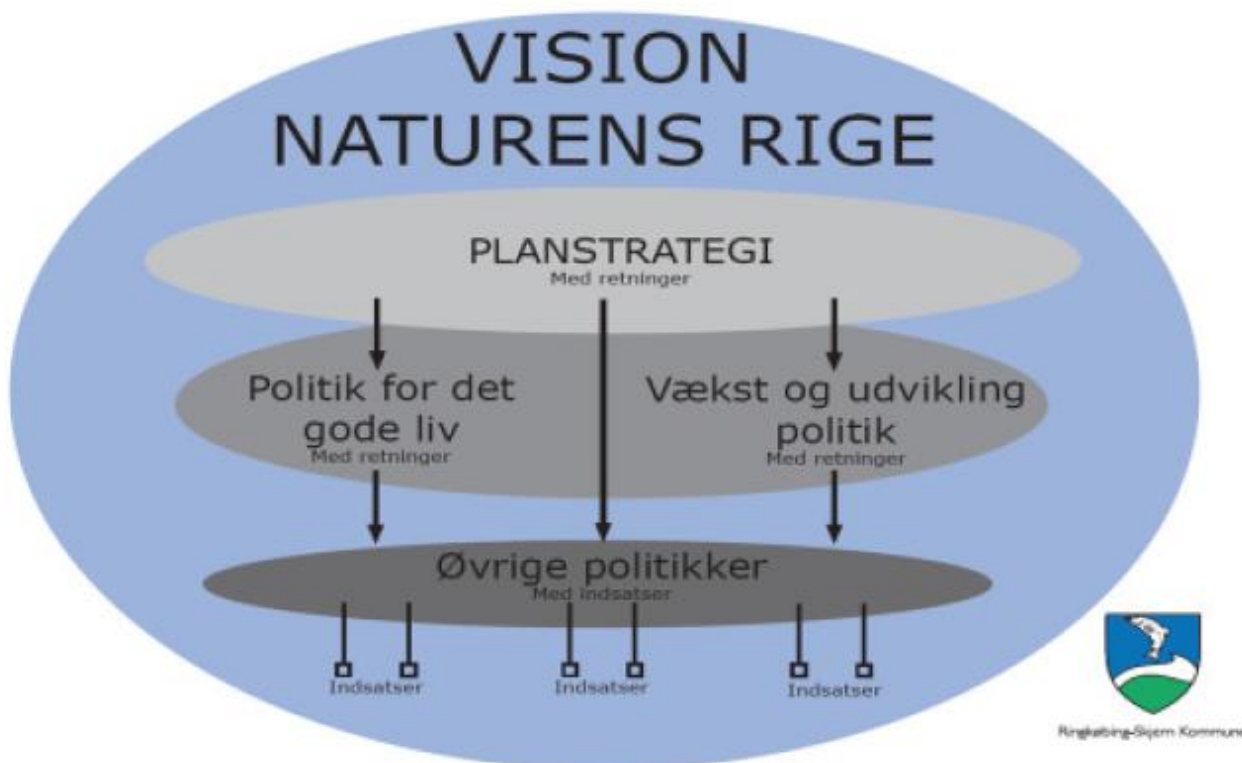 VISION
NATURENS RIGE
PLANSTRATEGI
Med retninger
Politik for det
gode liv
Med retninger
Vækst og udvikling
politik
Med retninger
Øvrige politikker
Med indsatser
Indsatser
Indsatser
Indsatser
Ringkøbing-Skjern Kommune